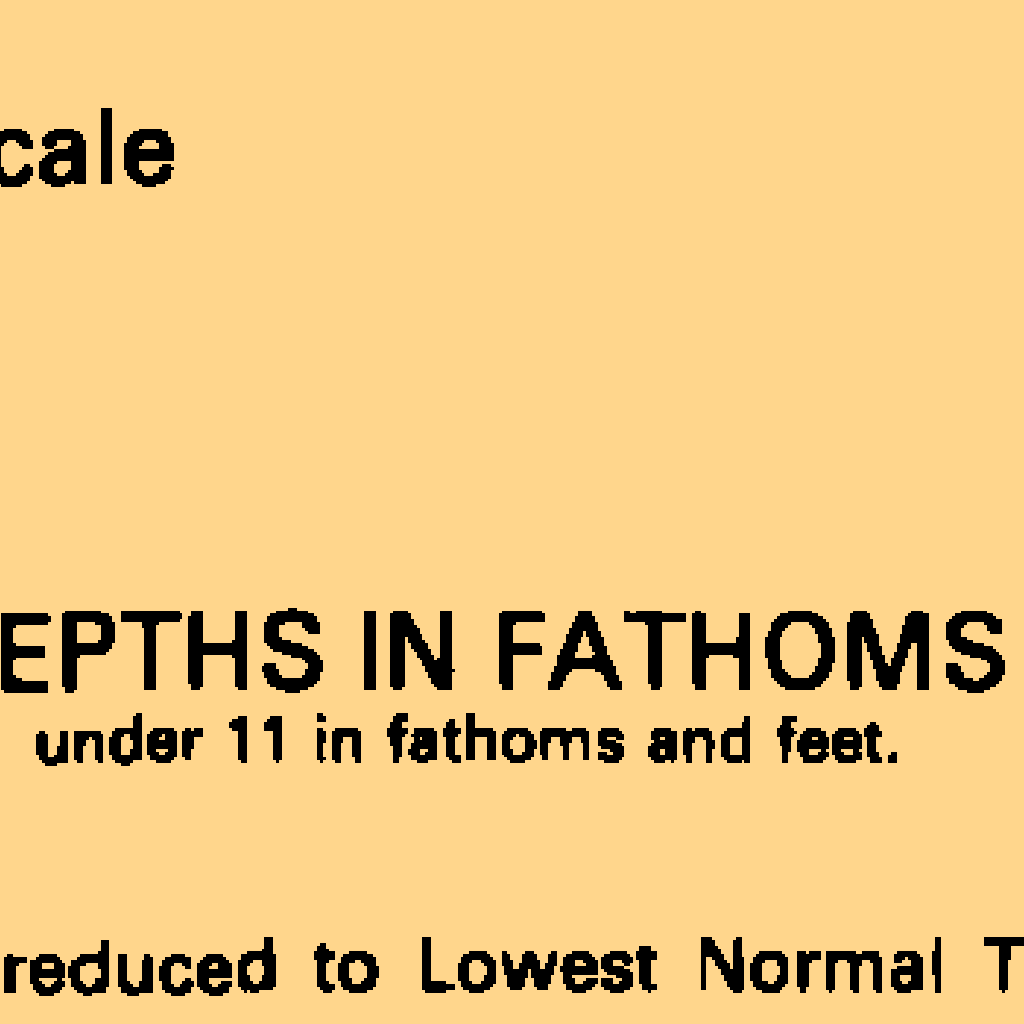 cale
EPTHS IN FATHOMS
under 11 in fathoms and feet.
reduced to Lowest Normal T